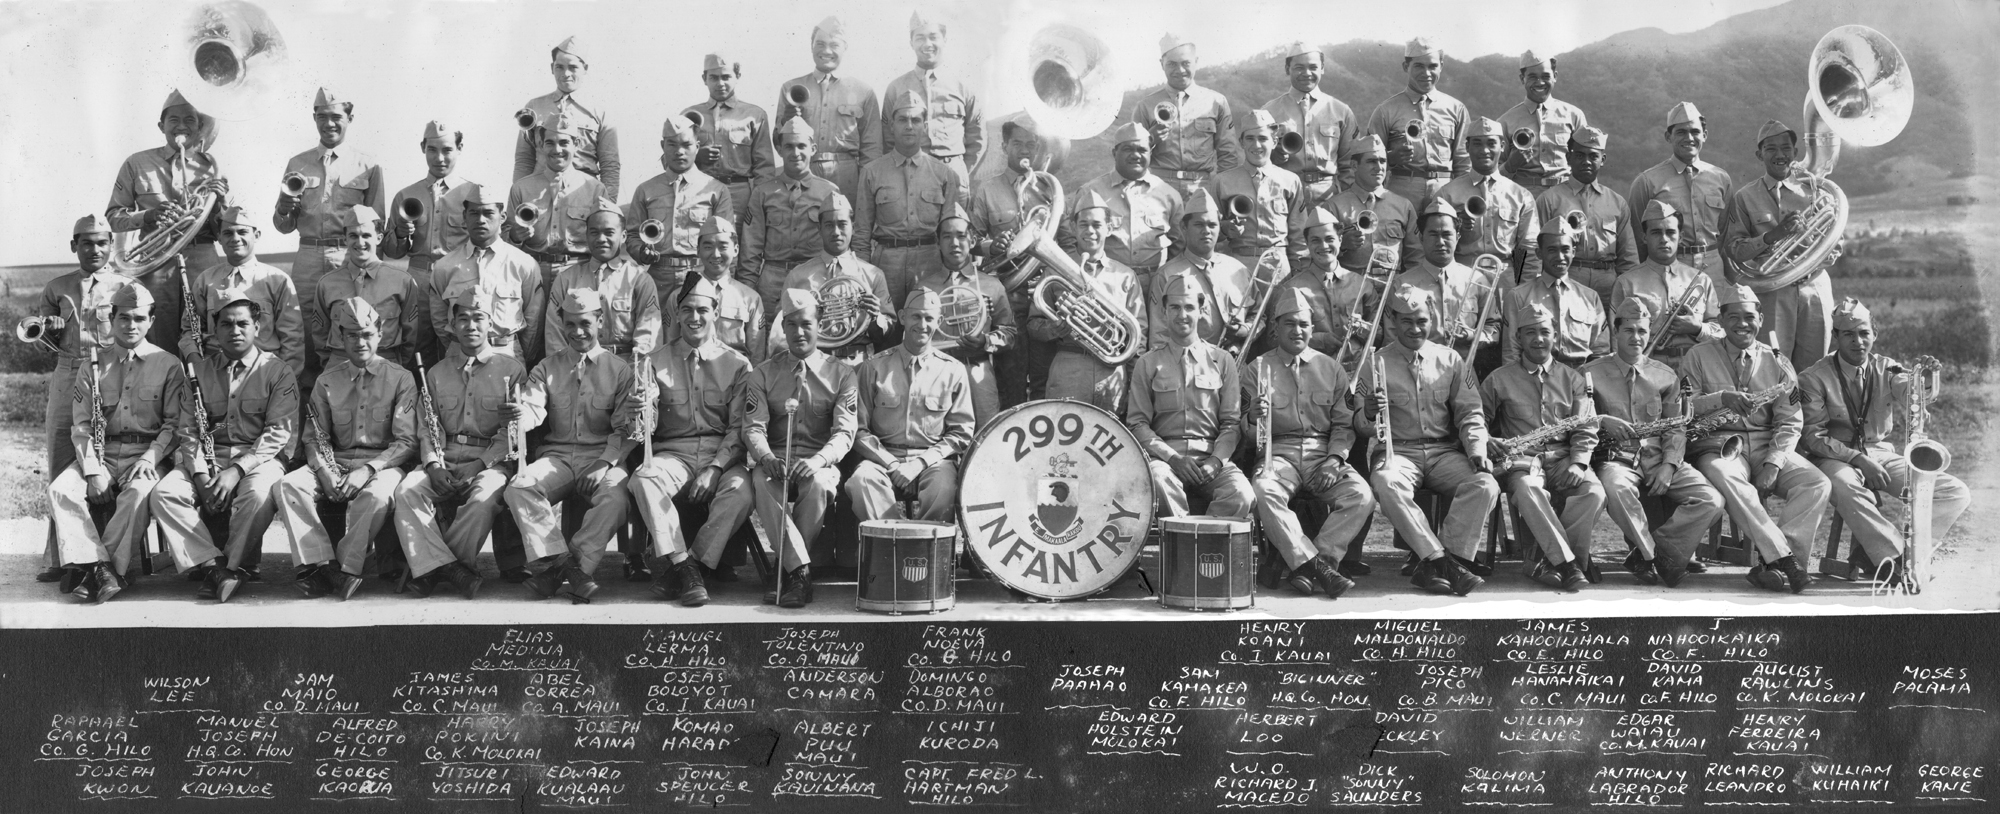 299TH
INFANTRY
U.S.
U.S.
ELIAS
MEDINA
CO. M. KAUAI
MANUEL
LERMA
CO. H. HILO
JOSEPH
TOLENTINO
CO. A. MAUI
FRANK
NOEVA
CO. G. HILO
HENRY
KOANI
CO. I. KAUAI
MIGUEL
MALDONALDO
CO. H. HILO
JAMES
KAHOOILIHALA
CO. E. HILO
J
NAHOOIKAIKA
CO. F. HILO
WILSON
LEE
SAM
MAIO
CO. D. MAUI
JAMES
KITASHIMA
CO. C. MAUI
ABEL
CORREA
CO. A. MAUI
OSEAS
BOLOYOT
CO. I. KAUAI
ANDERSON
CAMARA
DOMINGO
ALBORAO
CO. D. MAUI
JOSEPH
PAAHAO
SAM
KAMAKEA
CO. F. HILO
"BIGINNER"
H.Q. CO. HON.
JOSEPH
PICO
CO. B. MAUI
LESLIE
HANAMAIKAI
CO. C. MAUI
DAVID
KAMA
CO. F. HILO
AUGUST
RAWLINS
CO. K. MOLOKAI
MOSES
PALAMA
RAPHAEL
GARCIA
CO. G. HILO
MANUEL
JOSEPH
H.Q. CO. HON
ALFRED
DE-COITO
HILO
HARRY
POKINI
CO. K. MOLOKAI
JOSEPH
KAINA
KOMAO
HARADA
ALBERT
PUU
MAUI
ICHIJI
KURODA
EDWARD
HOLSTEIN
MOLOKAI
HERBERT
LOO
DAVID
ECKLEY
WILLIAM
WERNER
EDGAR
WAIAU
CO. M. KAUAI
HENRY
FERREIRA
KAUAI
JOSEPH
KWON
JOHN
KAUANOE
GEORGE
KAOPUA
JITSURI
YOSHIDA
EDWARD
KUALAAU
MAUI
JOHN
SPENCER
HILO
SONNY
KAUINANA
CAPT. FRED L.
HARTMAN
HILO
W.O.
RICHARD J.
MACEDO
DICK
"SONNY"
SAUNDERS
SOLOMON
KALIMA
ANTHONY
LABRADOR
HILO
RICHARD
LEANDRO
WILLIAM
KUHAIKI
GEORGE
KANE